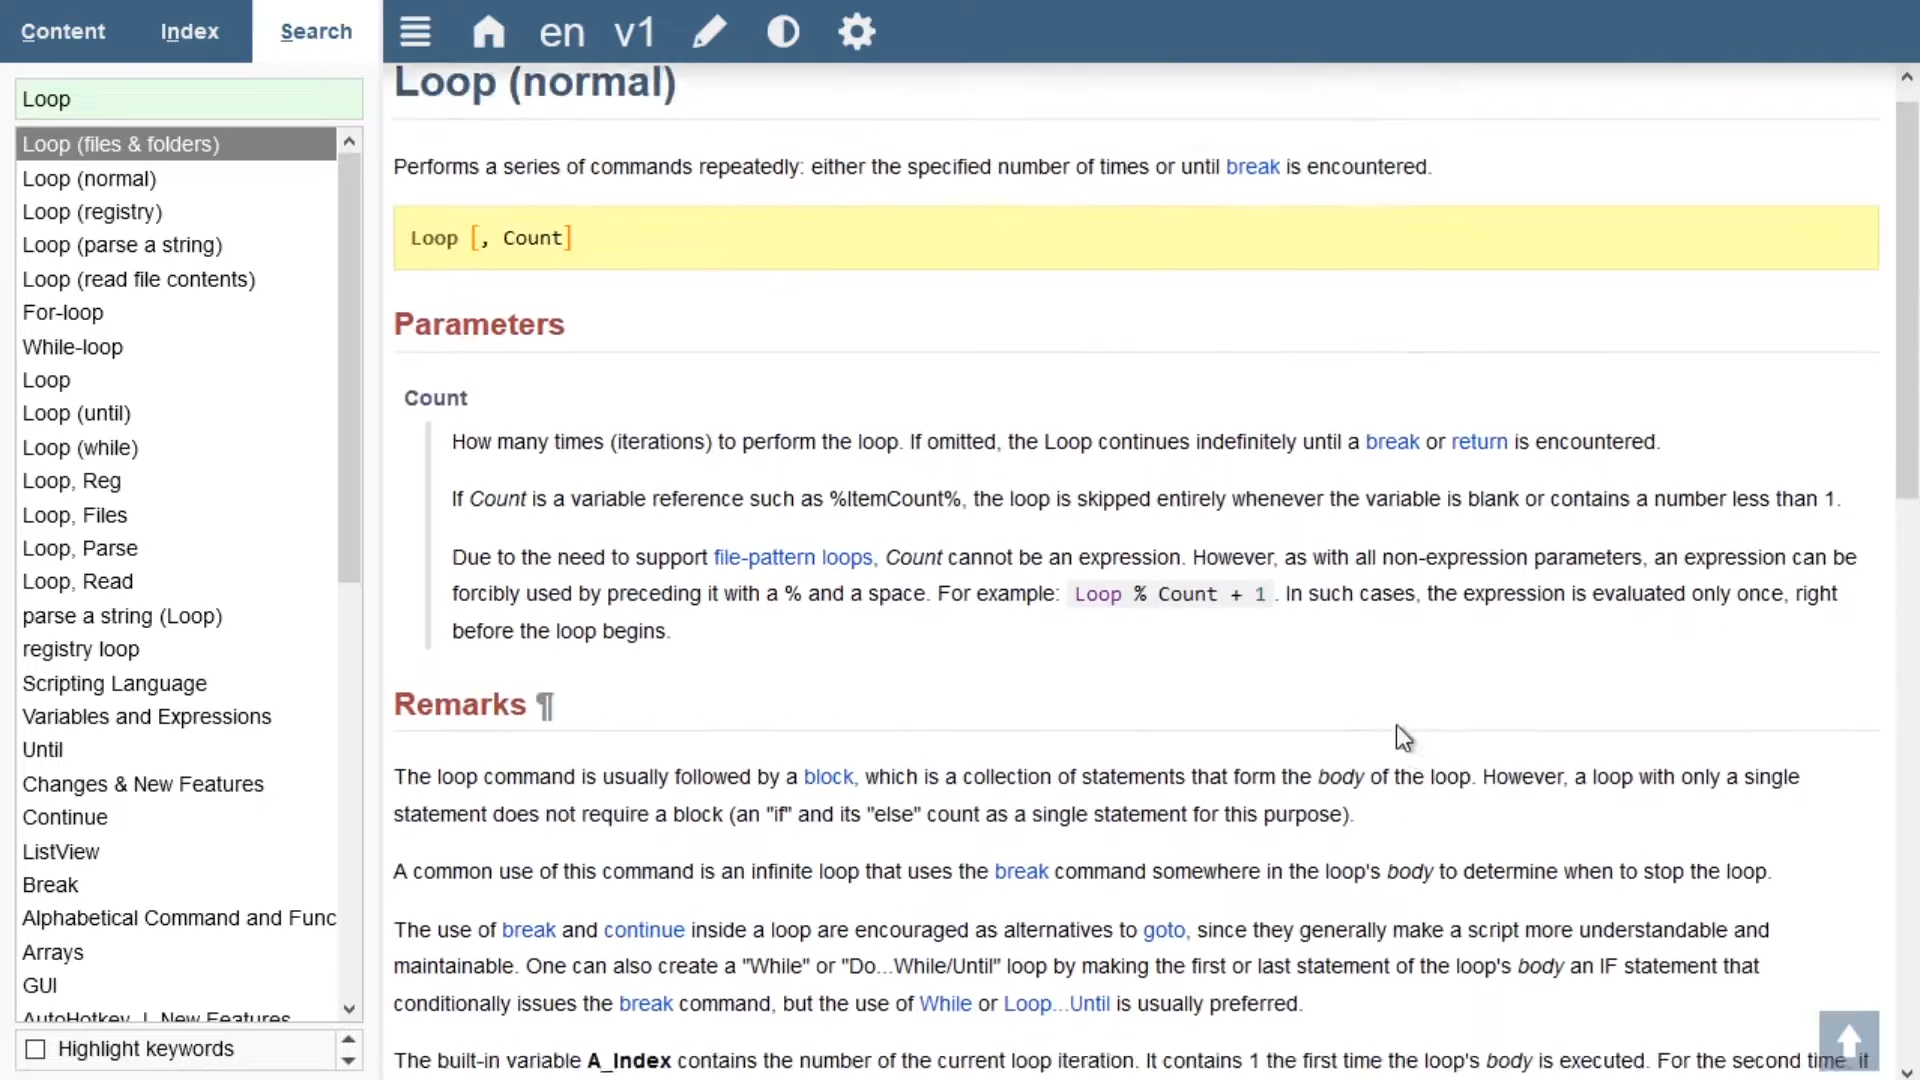 Content Index Search en v1
Loop
Loop (files & folders)
Loop (normal)
Loop (registry)
Loop (parse a string)
Loop (read file contents)
For-loop
While-loop
Loop
Loop (until)
Loop (while)
Loop, Reg
Loop, Files
Loop, Parse
Loop, Read
parse a string (Loop)
registry loop
Scripting Language
Variables and Expressions
Until
Changes & New Features
Continue
ListView
Break
Alphabetical Command and Func
Arrays
GUI
AutoHotkey_L New Features
Highlight keywords
Loop (normal)
Performs a series of commands repeatedly: either the specified number of times or until break is encountered.
Loop [, Count]
Parameters
Count
How many times (iterations) to perform the loop. If omitted, the Loop continues indefinitely until a break or return is encountered.
If Count is a variable reference such as %ItemCount%, the loop is skipped entirely whenever the variable is blank or contains a number less than 1.
Due to the need to support file-pattern loops, Count cannot be an expression. However, as with all non-expression parameters, an expression can be
forcibly used by preceding it with a % and a space. For example: Loop % Count + 1 . In such cases, the expression is evaluated only once, right
before the loop begins.
Remarks ¶
The loop command is usually followed by a block, which is a collection of statements that form the body of the loop. However, a loop with only a single
statement does not require a block (an "if" and its "else" count as a single statement for this purpose).
A common use of this command is an infinite loop that uses the break command somewhere in the loop's body to determine when to stop the loop.
The use of break and continue inside a loop are encouraged as alternatives to goto, since they generally make a script more understandable and
maintainable. One can also create a "While" or "Do...While/Until" loop by making the first or last statement of the loop's body an IF statement that
conditionally issues the break command, but the use of While or Loop...Until is usually preferred.
The built-in variable A_Index contains the number of the current loop iteration. It contains 1 the first time the loop's body is executed. For the second time, it